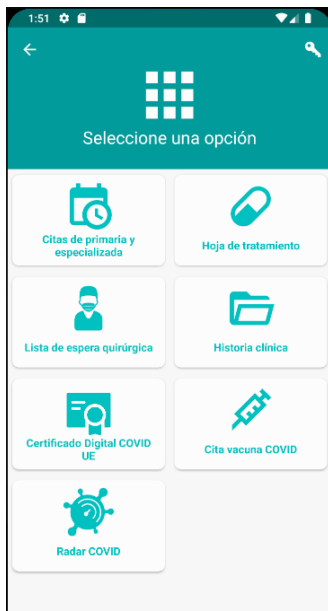 1:51
Seleccione una opción
Citas de primaria y
especializada
Hoja de tratamiento
Lista de espera quirúrgica
Historia clínica
Certificado Digital COVID
UE
Cita vacuna COVID
Radar COVID